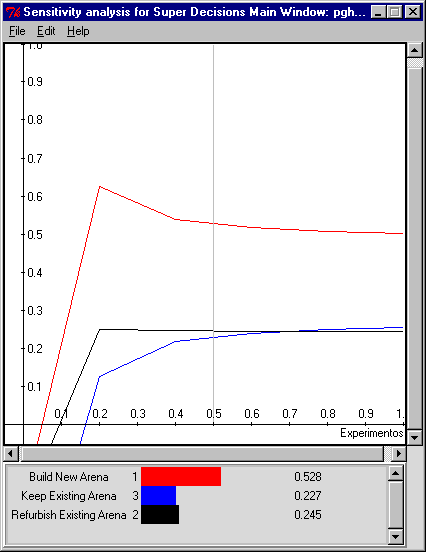 Sensitivity analysis for Super Decisions Main Window: pgh...
File Edit Help
1.0
0.9
0.8
0.7
0.6
0.5
0.4
0.3
0.2
0.1
0.1 0.2 0.3 0.4 0.5 0.6 0.7 0.8 0.9 1.
Experimentos
Build New Arena 1 0.528
Keep Existing Arena 3 0.227
Refurbish Existing Arena 2 0.245